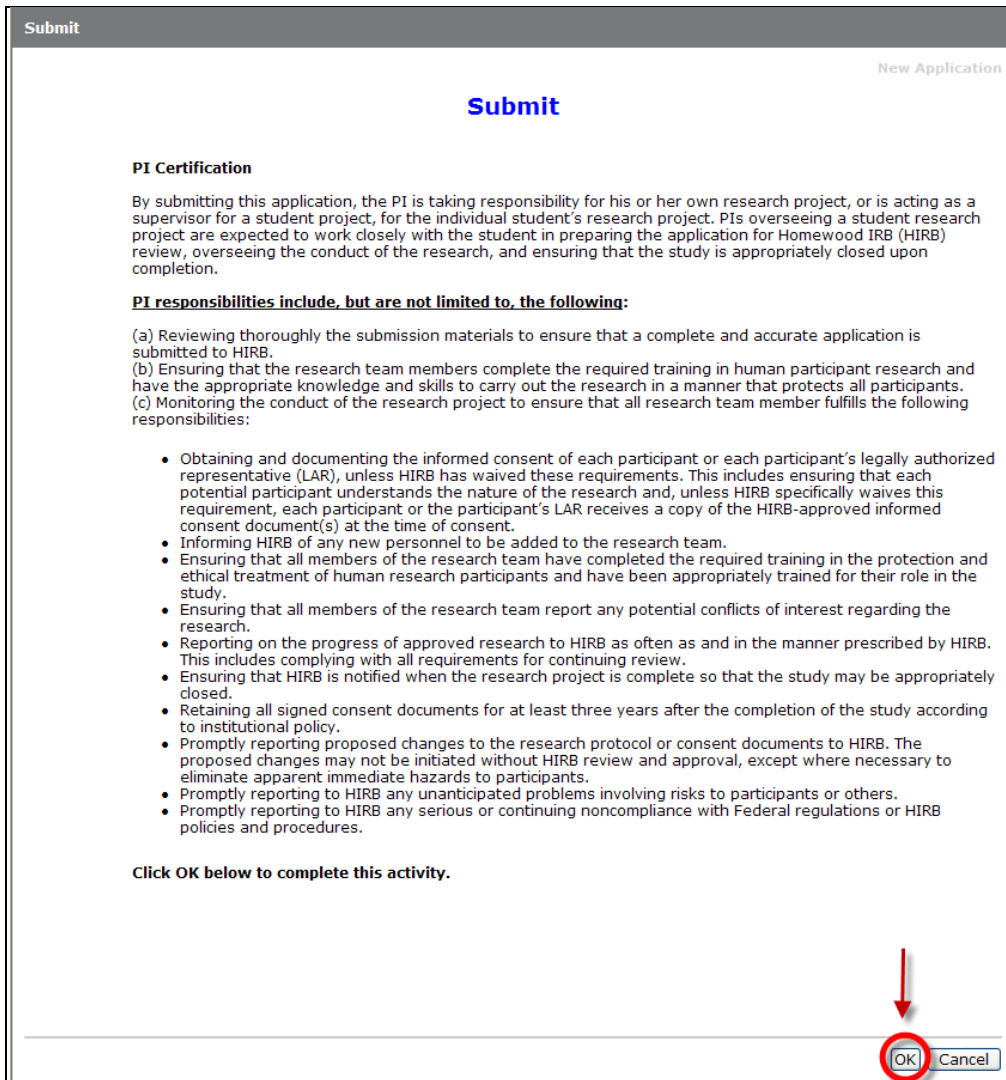 Submit
New Application
Submit
PI Certification
By submitting this application, the PI is taking responsibility for his or her own research project, or is acting as a
supervisor for a student project, for the individual student's research project. PIs overseeing a student research
project are expected to work closely with the student in preparing the application for Homewood IRB (HIRB)
review, overseeing the conduct of the research, and ensuring that the study is appropriately closed upon
completion.
PI responsibilities include, but are not limited to, the following:
(a) Reviewing thoroughly the submission materials to ensure that a complete and accurate application is
submitted to HIRB.
(b) Ensuring that the research team members complete the required training in human participant research and
have the appropriate knowledge and skills to carry out the research in a manner that protects all participants.
(c) Monitoring the conduct of the research project to ensure that all research team member fulfills the following
responsibilities:
• Obtaining and documenting the informed consent of each participant or each participant's legally authorized
representative (LAR), unless HIRB has waived these requirements. This includes ensuring that each
potential participant understands the nature of the research and, unless HIRB specifically waives this
requirement, each participant or the participant's LAR receives a copy of the HIRB-approved informed
consent document(s) at the time of consent.
• Informing HIRB of any new personnel to be added to the research team.
• Ensuring that all members of the research team have completed the required training in the protection and
ethical treatment of human research participants and have been appropriately trained for their role in the
study.
• Ensuring that all members of the research team report any potential conflicts of interest regarding the
research.
• Reporting on the progress of approved research to HIRB as often as and in the manner prescribed by HIRB.
This includes complying with all requirements for continuing review.
• Ensuring that HIRB is notified when the research project is complete so that the study may be appropriately
closed.
• Retaining all signed consent documents for at least three years after the completion of the study according
to institutional policy.
• Promptly reporting proposed changes to the research protocol or consent documents to HIRB. The
proposed changes may not be initiated without HIRB review and approval, except where necessary to
eliminate apparent immediate hazards to participants.
• Promptly reporting to HIRB any unanticipated problems involving risks to participants or others.
• Promptly reporting to HIRB any serious or continuing noncompliance with Federal regulations or HIRB
policies and procedures.
Click OK below to complete this activity.
OK Cancel